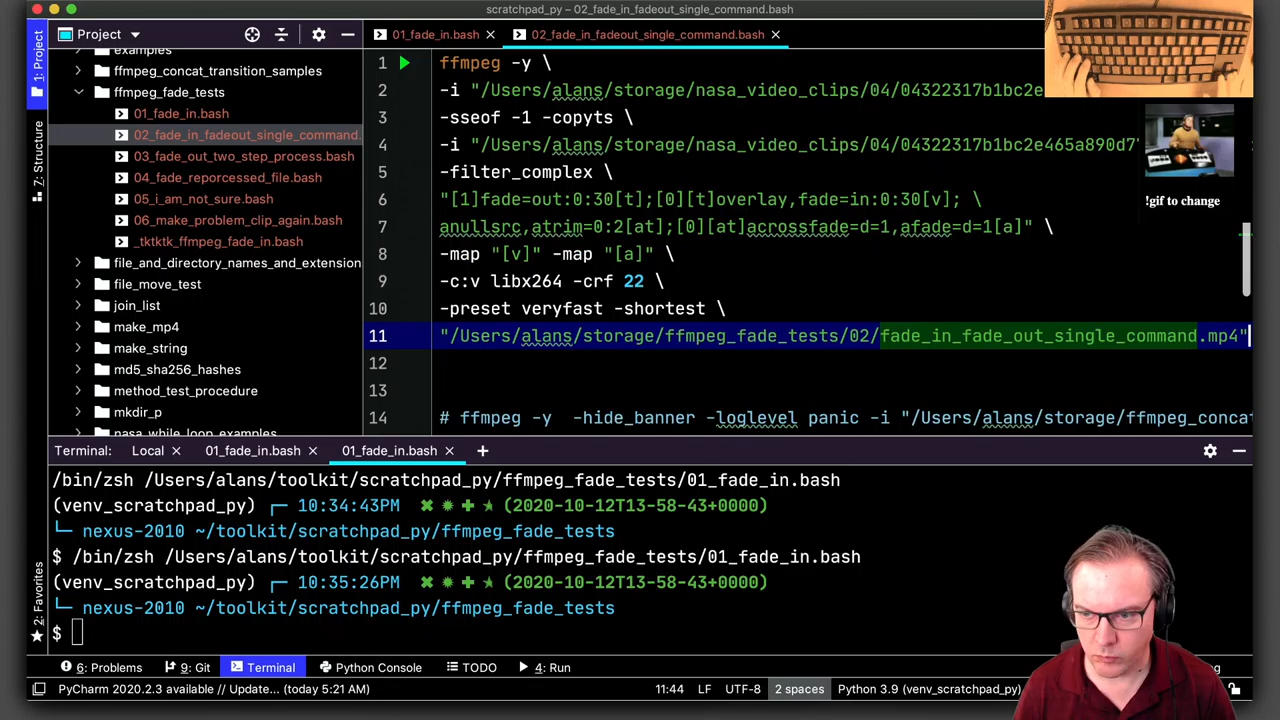 scratchpad_py – 02_fade_in_fadeout_single_command.bash
Project
01_fade_in.bash
02_fade_in_fadeout_single_command.bash
1: Project
7: Structure
2: Favorites
examples
ffmpeg_concat_transition_samples
ffmpeg_fade_tests
01_fade_in.bash
02_fade_in_fadeout_single_command.
03_fade_out_two_step_process.bash
04_fade_reporcessed_file.bash
05_i_am_not_sure.bash
06_make_problem_clip_again.bash
_tktktk_ffmpeg_fade_in.bash
file_and_directory_names_and_extension
file_move_test
join_list
make_mp4
make_string
md5_sha256_hashes
method_test_procedure
mkdir_p
nasa_while_loop_examples
1 ffmpeg -y \
2 -i "/Users/alans/storage/nasa_video_clips/04/04322317b1bc2e
3 -sseof -1 -copyts \
4 -i "/Users/alans/storage/nasa_video_clips/04/04322317b1bc2e465a890d7
5 -filter_complex \
6 "[1]fade=out:0:30[t];[0][t]overlay,fade=in:0:30[v]; \
7 anullsrc,atrim=0:2[at];[0][at]acrossfade=d=1,afade=d=1[a]" \
8 -map "[v]" -map "[a]" \
9 -c:v libx264 -crf 22 \
10 -preset veryfast -shortest \
11 "/Users/alans/storage/ffmpeg_fade_tests/02/fade_in_fade_out_single_command.mp4"
12
13
14 # ffmpeg -y  -hide_banner -loglevel panic -i "/Users/alans/storage/ffmpeg_concat
!gif to change
Terminal: Local 01_fade_in.bash 01_fade_in.bash
/bin/zsh /Users/alans/toolkit/scratchpad_py/ffmpeg_fade_tests/01_fade_in.bash
(venv_scratchpad_py) ┌─ 10:34:43PM ✖ ✹ ✚ ★ (2020-10-12T13-58-43+0000)
└─ nexus-2010 ~/toolkit/scratchpad_py/ffmpeg_fade_tests
$ /bin/zsh /Users/alans/toolkit/scratchpad_py/ffmpeg_fade_tests/01_fade_in.bash
(venv_scratchpad_py) ┌─ 10:35:26PM ✖ ✹ ✚ ★ (2020-10-12T13-58-43+0000)
└─ nexus-2010 ~/toolkit/scratchpad_py/ffmpeg_fade_tests
$
6: Problems 9: Git Terminal Python Console TODO 4: Run
PyCharm 2020.2.3 available // Update... (today 5:21 AM) 11:44 LF UTF-8 2 spaces Python 3.9 (venv_scratchpad_py)